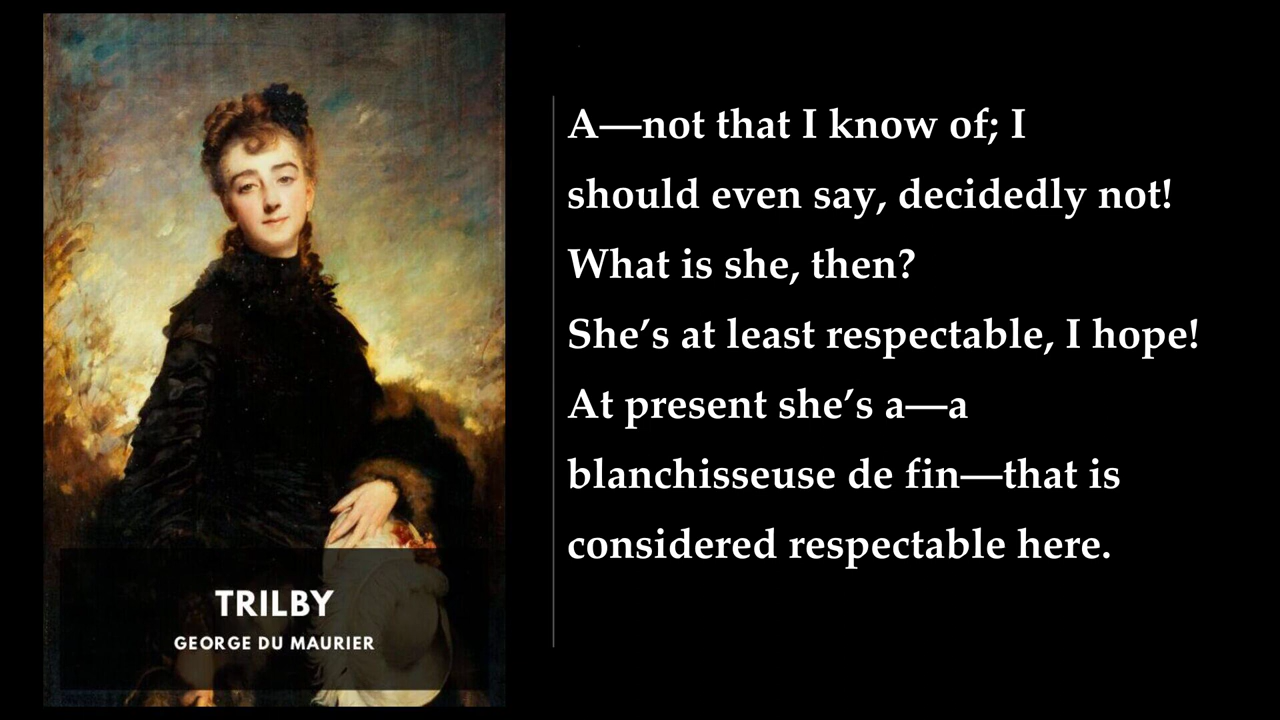 TRILBY
GEORGE DU MAURIER
A—not that I know of; I
should even say, decidedly not!
What is she, then?
She’s at least respectable, I hope!
At present she’s a—a
blanchisseuse de fin—that is
considered respectable here.